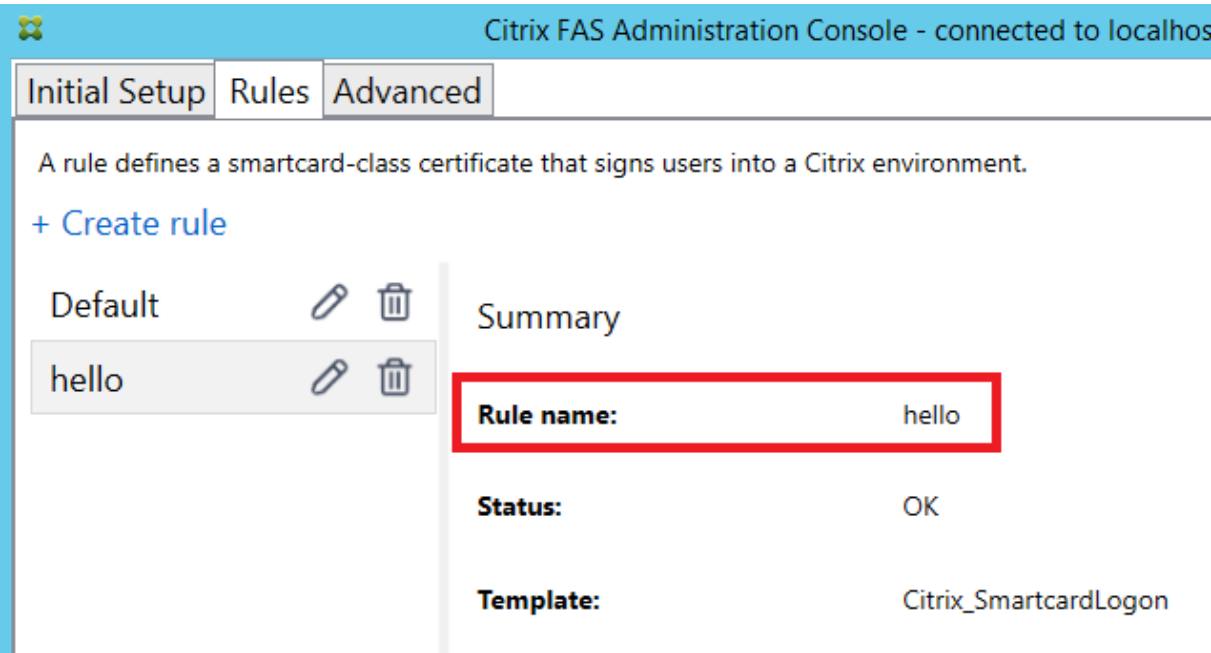 Citrix FAS Administration Console - connected to localhos
Initial Setup Rules Advanced
A rule defines a smartcard-class certificate that signs users into a Citrix environment.
+ Create rule
Default
hello
Summary
Rule name: hello
Status: OK
Template: Citrix_SmartcardLogon